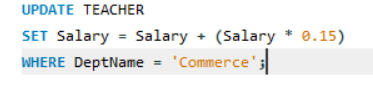 UPDATE TEACHER
SET Salary = Salary + (Salary * 0.15)
WHERE DeptName = 'Commerce';